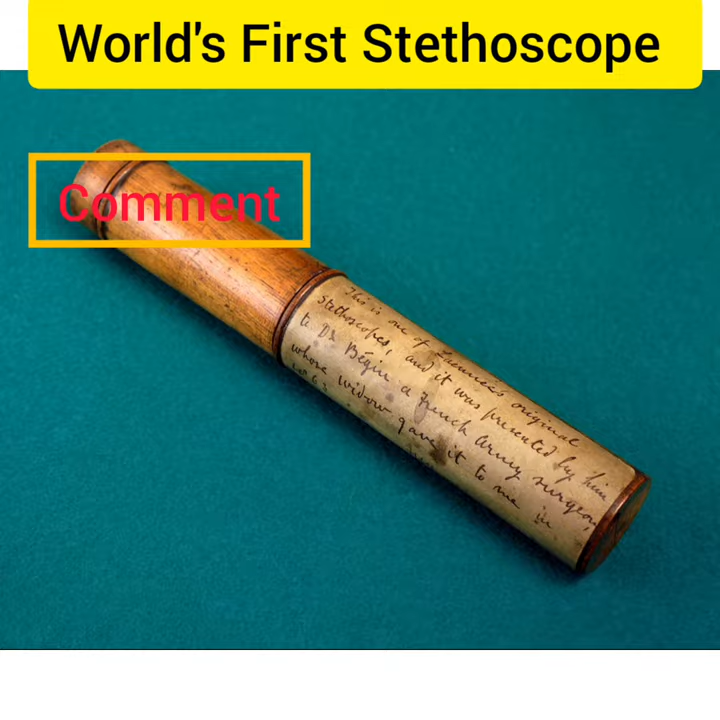 World's First Stethoscope
Comment
This is one of Laennec's original
stethoscopes, and it was presented by him
to Dr Bégin a French Army surgeon,
whose widow gave it to me in
1863